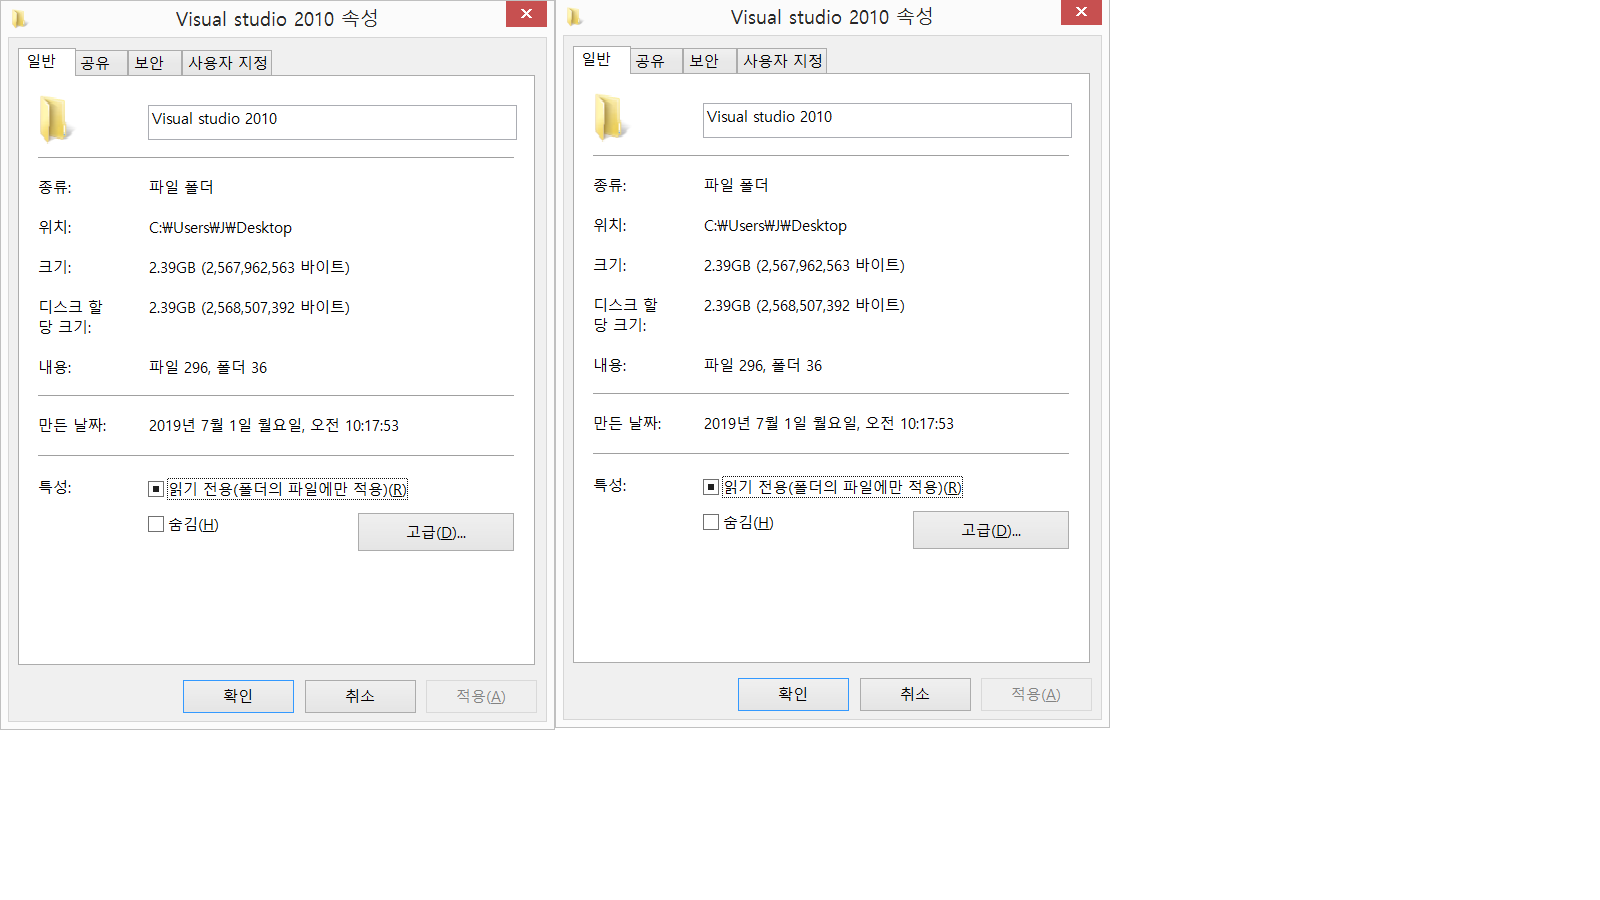 Visual studio 2010 속성
일반 공유 보안 사용자 지정
Visual studio 2010
종류: 파일 폴더
위치: C:₩Users₩J₩Desktop
크기: 2.39GB (2,567,962,563 바이트)
디스크 할 2.39GB (2,568,507,392 바이트)
당 크기:
내용: 파일 296, 폴더 36
만든 날짜: 2019년 7월 1일 월요일, 오전 10:17:53
특성: 읽기 전용(폴더의 파일에만 적용)(R)
숨김(H) 고급(D)...
확인 취소 적용(A)
Visual studio 2010 속성
일반 공유 보안 사용자 지정
Visual studio 2010
종류: 파일 폴더
위치: C:₩Users₩J₩Desktop
크기: 2.39GB (2,567,962,563 바이트)
디스크 할 2.39GB (2,568,507,392 바이트)
당 크기:
내용: 파일 296, 폴더 36
만든 날짜: 2019년 7월 1일 월요일, 오전 10:17:53
특성: 읽기 전용(폴더의 파일에만 적용)(R)
숨김(H) 고급(D)...
확인 취소 적용(A)